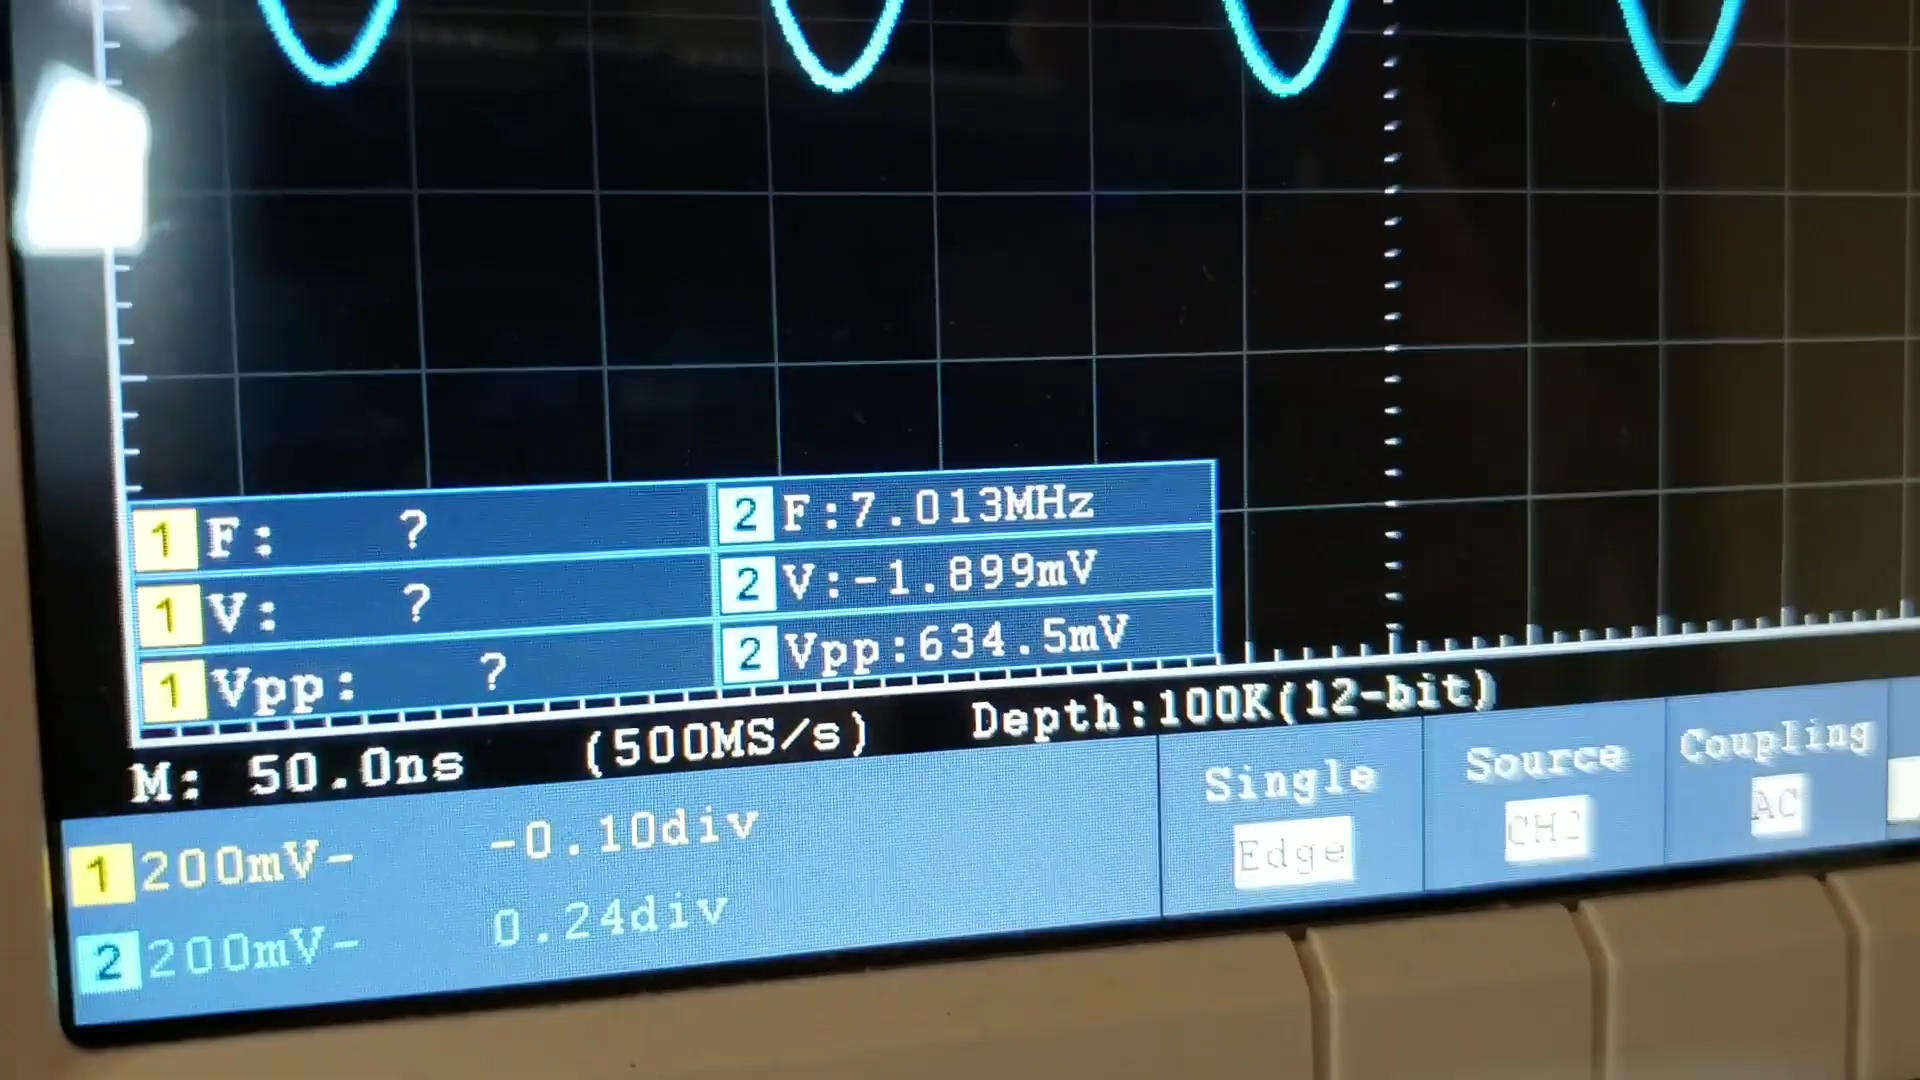 1 F: ?
2 F:7.013MHz
1 V: ?
2 V:-1.899mV
1 Vpp: ?
2 Vpp:634.5mV
M: 50.0ns (500MS/s) Depth:100K(12-bit)
1 200mV- -0.10div
2 200mV- 0.24div
Single
Edge
Source
CH2
Coupling
AC